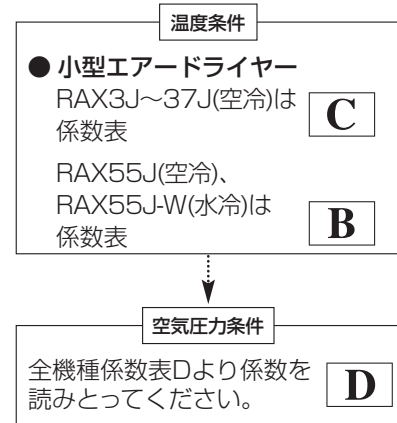 温度条件
● 小型エアードライヤー
RAX3J～37J(空冷)は
係数表
C
RAX55J(空冷)、
RAX55J-W(水冷)は
係数表
B
空気圧力条件
全機種係数表Dより係数を
読みとってください。
D